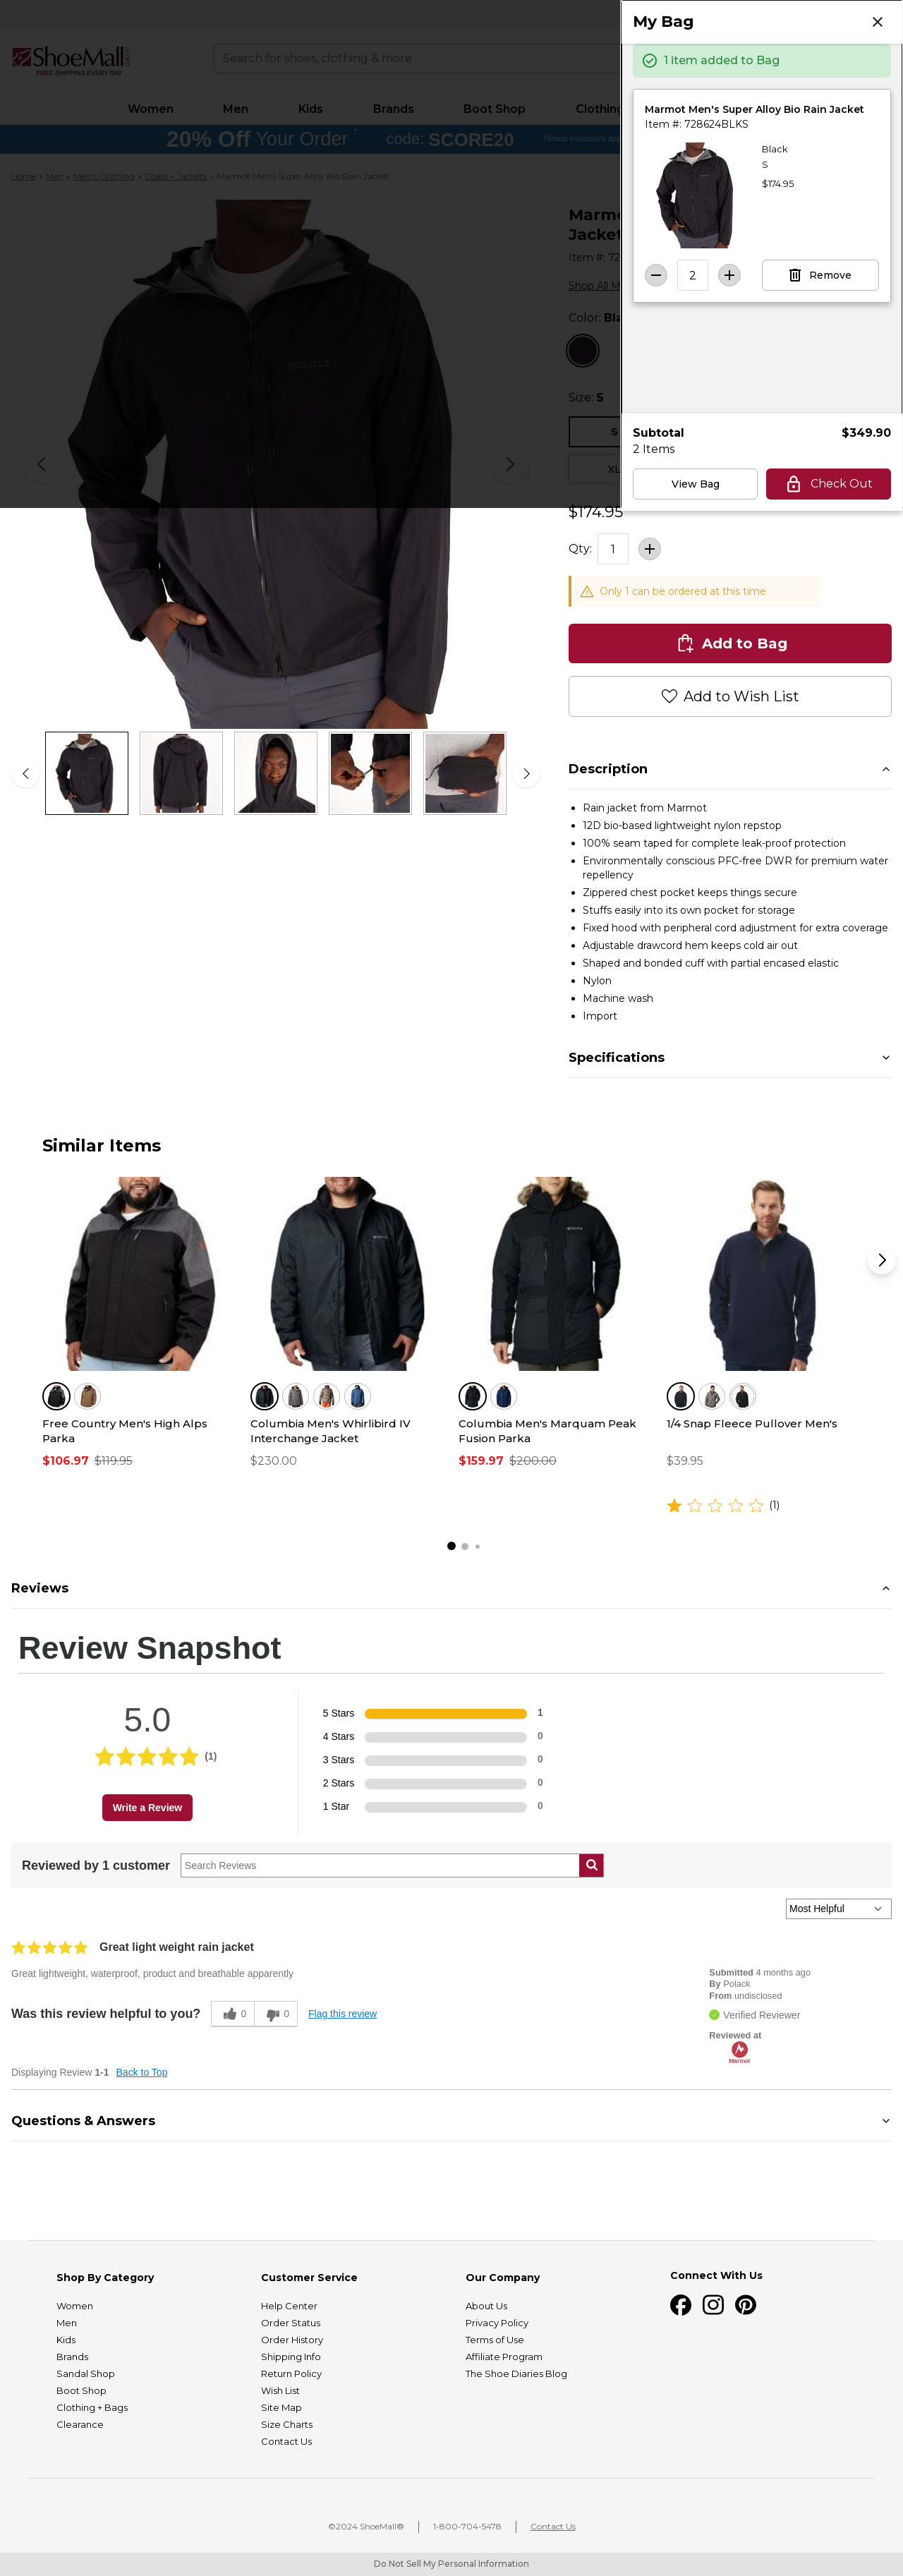 My Bag
1 item added to Bag
Marmot Men's Super Alloy Bio Rain Jacket
Item #: 728624BLKS
Black
S
$174.95
2
Remove
Subtotal $349.90
2 Items
View Bag
Check Out
ShoeMall
FREE SHIPPING EVERY DAY
Search for shoes, clothing & more
Women Men Kids Brands Boot Shop Clothing
20% Off Your Order † code: SCORE20
Home Men Men's Clothing Coats + Jackets Marmot Men's Super Alloy Bio Rain Jacket
Item #: 72
Shop All M
Color:
Size: S
S
XL
$174.95
Qty: 1
Only 1 can be ordered at this time
Add to Bag
Add to Wish List
Description
Rain jacket from Marmot
12D bio-based lightweight nylon repstop
100% seam taped for complete leak-proof protection
Environmentally conscious PFC-free DWR for premium water
repellency
Zippered chest pocket keeps things secure
Stuffs easily into its own pocket for storage
Fixed hood with peripheral cord adjustment for extra coverage
Adjustable drawcord hem keeps cold air out
Shaped and bonded cuff with partial encased elastic
Nylon
Machine wash
Import
Specifications
Similar Items
Free Country Men's High Alps
Parka
$106.97 $119.95
Columbia Men's Whirlibird IV
Interchange Jacket
$230.00
Columbia Men's Marquam Peak
Fusion Parka
$159.97 $200.00
1/4 Snap Fleece Pullover Men's
$39.95
(1)
Reviews
Review Snapshot
5.0
(1)
Write a Review
5 Stars 1
4 Stars 0
3 Stars 0
2 Stars 0
1 Star 0
Reviewed by 1 customer
Search Reviews
Most Helpful
Great light weight rain jacket
Great lightweight, waterproof, product and breathable apparently
Submitted 4 months ago
By Polack
From undisclosed
Verified Reviewer
Reviewed at
Marmot
Was this review helpful to you? 0 0 Flag this review
Displaying Review 1-1 Back to Top
Questions & Answers
Shop By Category
Women
Men
Kids
Brands
Sandal Shop
Boot Shop
Clothing + Bags
Clearance
Customer Service
Help Center
Order Status
Order History
Shipping Info
Return Policy
Wish List
Site Map
Size Charts
Contact Us
Our Company
About Us
Privacy Policy
Terms of Use
Affiliate Program
The Shoe Diaries Blog
Connect With Us
©2024 ShoeMall®
1-800-704-5478
Contact Us
Do Not Sell My Personal Information